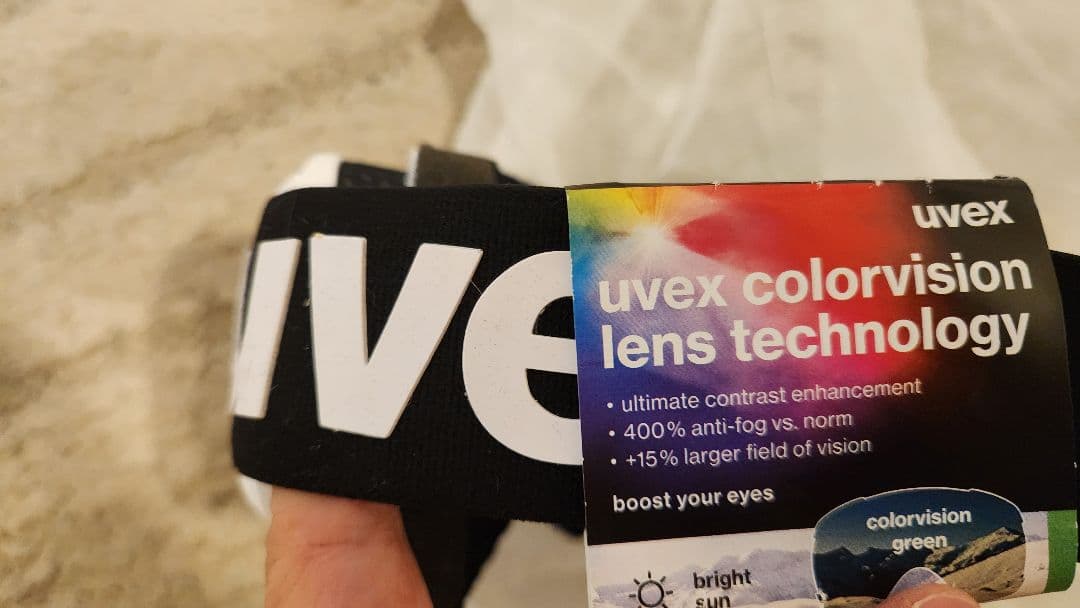 uve
uvex
uvex colorvision
lens technology
• ultimate contrast enhancement
• 400% anti-fog vs. norm
• +15% larger field of vision
boost your eyes
colorvision
green
bright
sun